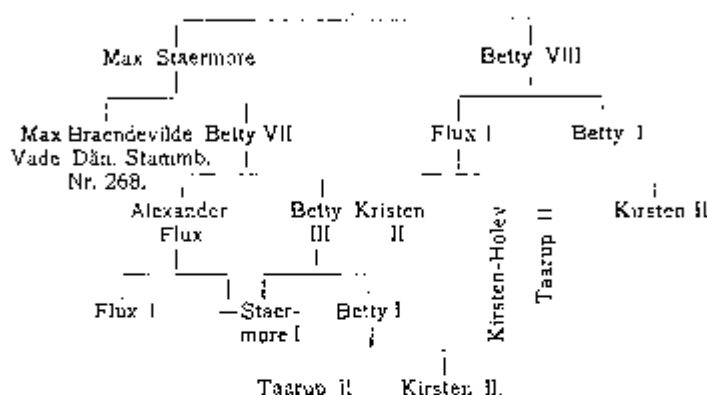 Max Staermore Betty VIII
Max Braendevilde Betty VII Flux I Betty I
Vade Dän. Stammb.
Nr. 268.
Alexander Betty Kristen Kirsten II
Flux III II
Kirsten-Holev
Taarup II
Flux I Staer- Betty I
more I
Taarup II Kirsten II.